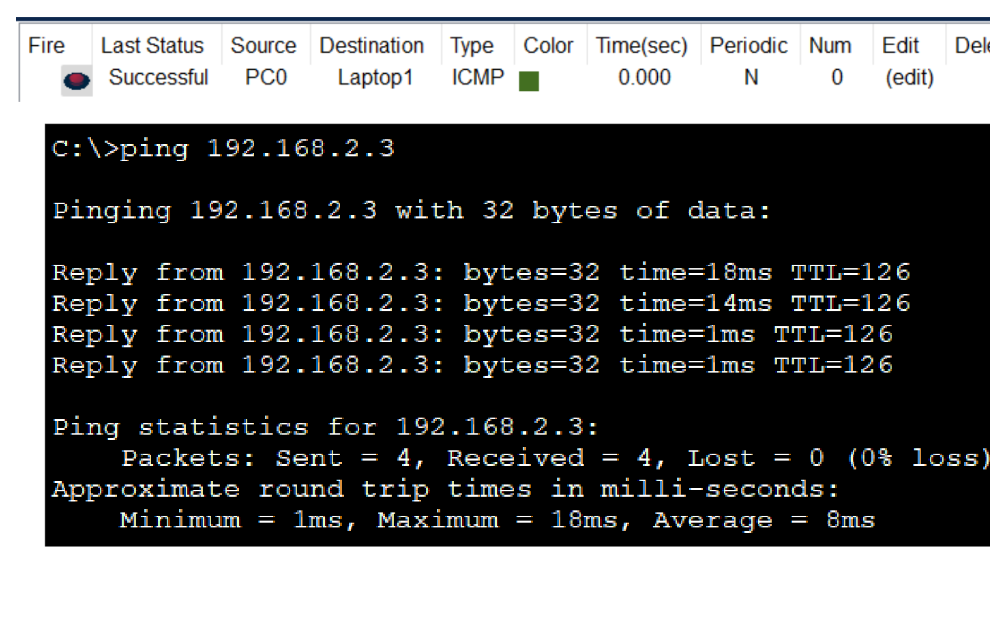 Fire Last Status Source Destination Type Color Time(sec) Periodic Num Edit
Successful PC0 Laptop1 ICMP 0.000 N 0 (edit)
C:\>ping 192.168.2.3
Pinging 192.168.2.3 with 32 bytes of data:
Reply from 192.168.2.3: bytes=32 time=18ms TTL=126
Reply from 192.168.2.3: bytes=32 time=14ms TTL=126
Reply from 192.168.2.3: bytes=32 time=1ms TTL=126
Reply from 192.168.2.3: bytes=32 time=1ms TTL=126
Ping statistics for 192.168.2.3:
Packets: Sent = 4, Received = 4, Lost = 0 (0% loss)
Approximate round trip times in milli-seconds:
Minimum = 1ms, Maximum = 18ms, Average = 8ms